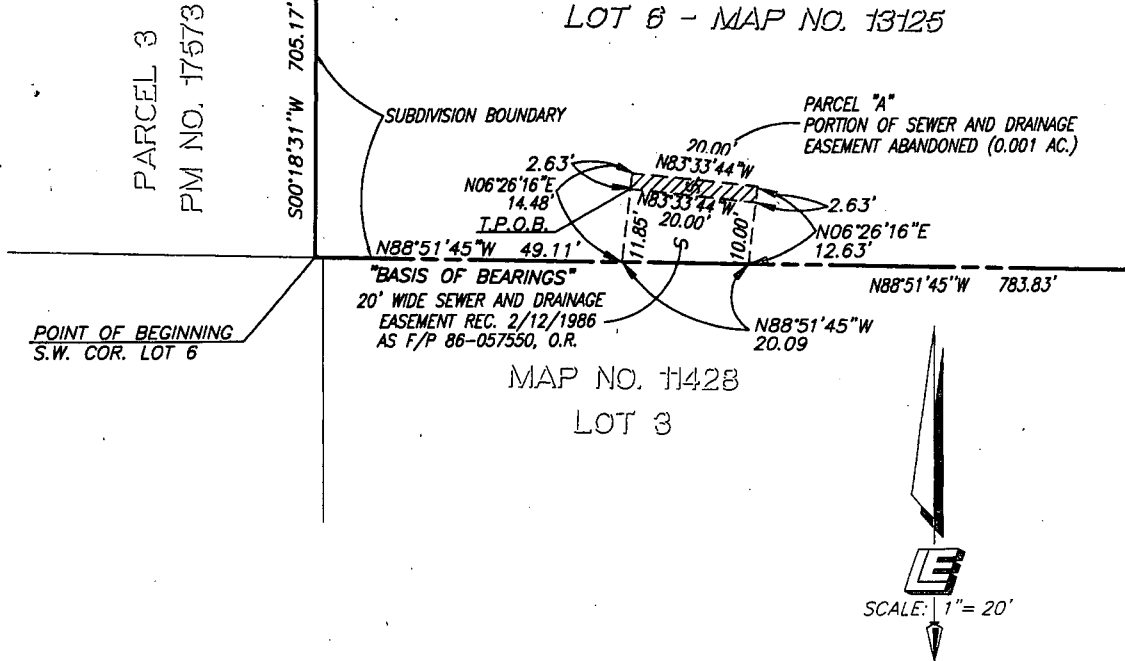 LOT 6 - MAP NO. 13125
PARCEL 3
PM NO. 17573
S00°18'31"W 705.17'
SUBDIVISION BOUNDARY
PARCEL "A"
PORTION OF SEWER AND DRAINAGE
EASEMENT ABANDONED (0.001 AC.)
20.00'
N83°33'44"W
2.63'
N06°26'16"E
14.48'
T.P.O.B.
N83°33'44"W
20.00'
2.63'
N06°26'16"E
12.63'
11.85'
10.00'
S
N88°51'45"W 49.11'
"BASIS OF BEARINGS"
20' WIDE SEWER AND DRAINAGE
EASEMENT REC. 2/12/1986
AS F/P 86-057550, O.R.
N88°51'45"W 783.83'
N88°51'45"W
20.09
POINT OF BEGINNING
S.W. COR. LOT 6
MAP NO. 11428
LOT 3
LE
SCALE: 1"= 20'